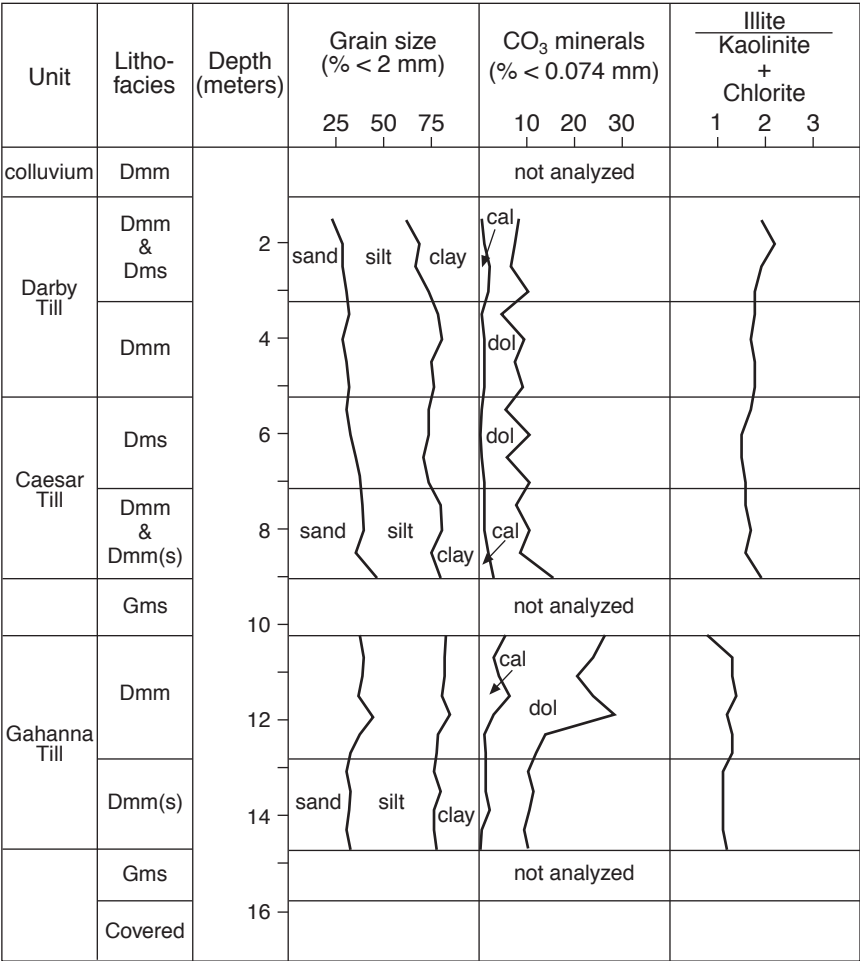 Unit
Litho-
facies
Depth
(meters)
Grain size
(% < 2 mm)
25 50 75
CO₃ minerals
(% < 0.074 mm)
10 20 30
Illite
Kaolinite
+
Chlorite
1 2 3
colluvium
Dmm
not analyzed
Darby
Till
Dmm
&
Dms
2
sand silt clay
cal
Dmm
4
dol
Caesar
Till
Dms
6
dol
Dmm
&
Dmm(s)
8
sand silt clay
cal
Gms
not analyzed
10
Gahanna
Till
Dmm
12
cal
dol
Dmm(s)
14
sand silt clay
Gms
not analyzed
16
Covered